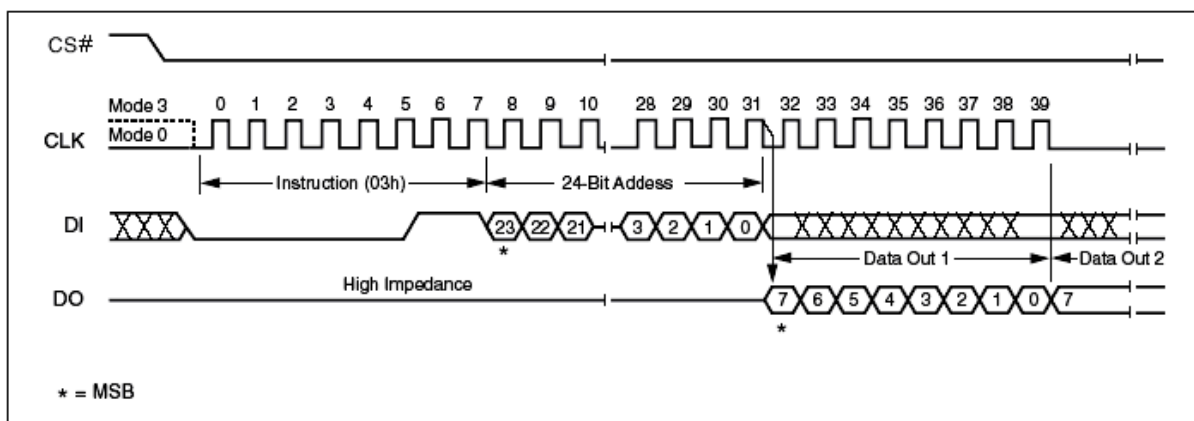 CS#
Mode 3
0 1 2 3 4 5 6 7 8 9 10 28 29 30 31 32 33 34 35 36 37 38 39
CLK
Mode 0
Instruction (03h) 24-Bit Addess
DI
23 22 21 3 2 1 0
*
Data Out 1 Data Out 2
High Impedance
DO
7 6 5 4 3 2 1 0 7
*
* = MSB